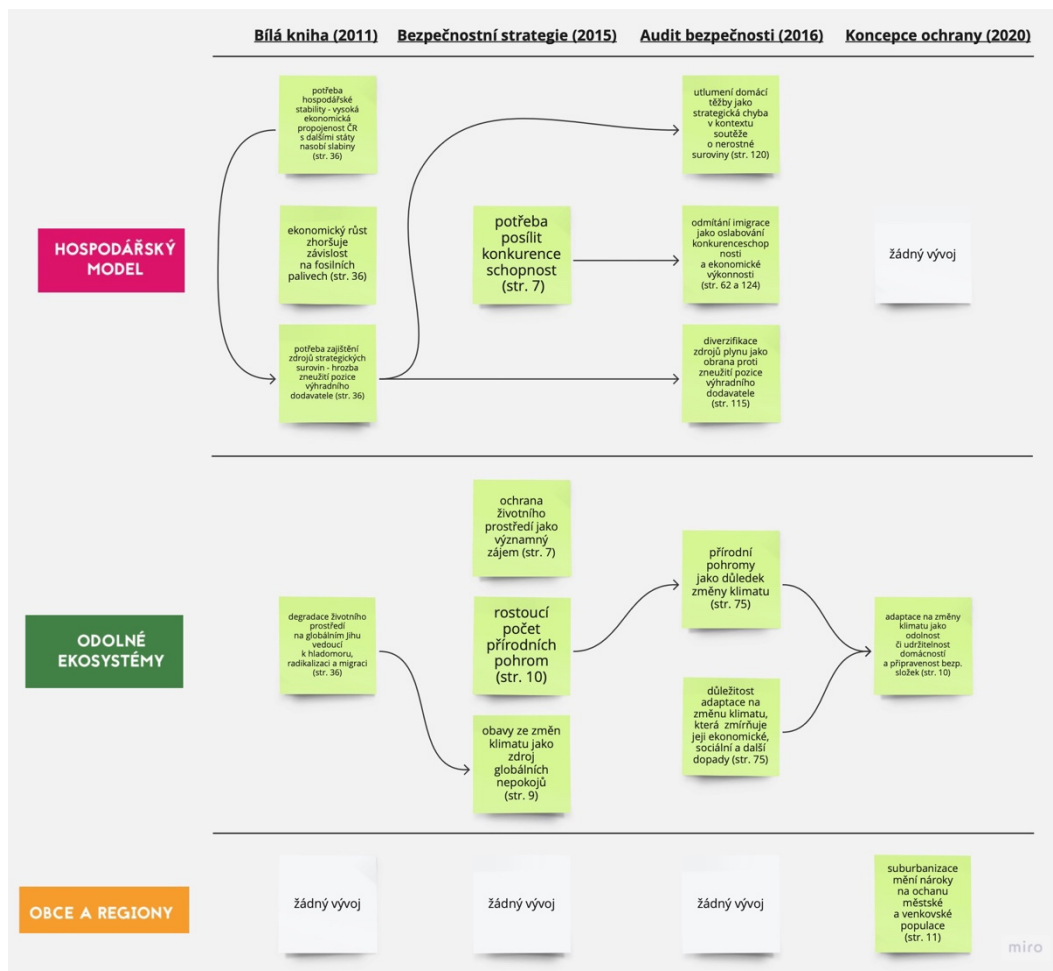 Bílá kniha (2011)
Bezpečnostní strategie (2015)
Audit bezpečnosti (2016)
Koncepce ochrany (2020)
HOSPODÁŘSKÝ
MODEL
potřeba
hospodářské
stability - vysoká
ekonomická
propojenost ČR
s dalšími státy
nasobí slabiny
(str. 36)
ekonomický růst
zhoršuje
závislost
na fosilních
palivech (str. 36)
potřeba zajištění
zdrojů strategických
surovin - hrozba
zneužití pozice
výhradního
dodavatele (str. 36)
potřeba
posílit
konkurence
schopnost
(str. 7)
utlumení domácí
těžby jako
strategická chyba
v kontextu
soutěže
o nerostné
suroviny (str. 120)
odmítání imigrace
jako oslabování
konkurenceschop
nosti
a ekonomické
výkonnosti
(str. 62 a 124)
diverzifikace
zdrojů plynu jako
obrana proti
zneužití pozice
výhradního
dodavatele
(str. 115)
žádný vývoj
ODOLNÉ
EKOSYSTÉMY
degradace životního
prostředí
na globálním Jihu
vedoucí
k hladomoru,
radikalizaci a migraci
(str. 36)
ochrana
životního
prostředí jako
významný
zájem (str. 7)
rostoucí
počet
přírodních
pohrom
(str. 10)
obavy ze změn
klimatu jako
zdroj
globálních
nepokojů
(str. 9)
přírodní
pohromy
jako důledek
změny klimatu
(str. 75)
důležitost
adaptace na
změnu klimatu,
která zmírňuje
jeji ekonomické,
sociální a další
dopady (str. 75)
adaptace na změny
klimatu jako
odolnost
či udržitelnost
domácností
a připravenost bezp.
složek (str. 10)
OBCE A REGIONY
žádný vývoj
žádný vývoj
žádný vývoj
suburbanizace
mění nároky
na ochanu
městské
a venkovské
populace
(str. 11)
miro